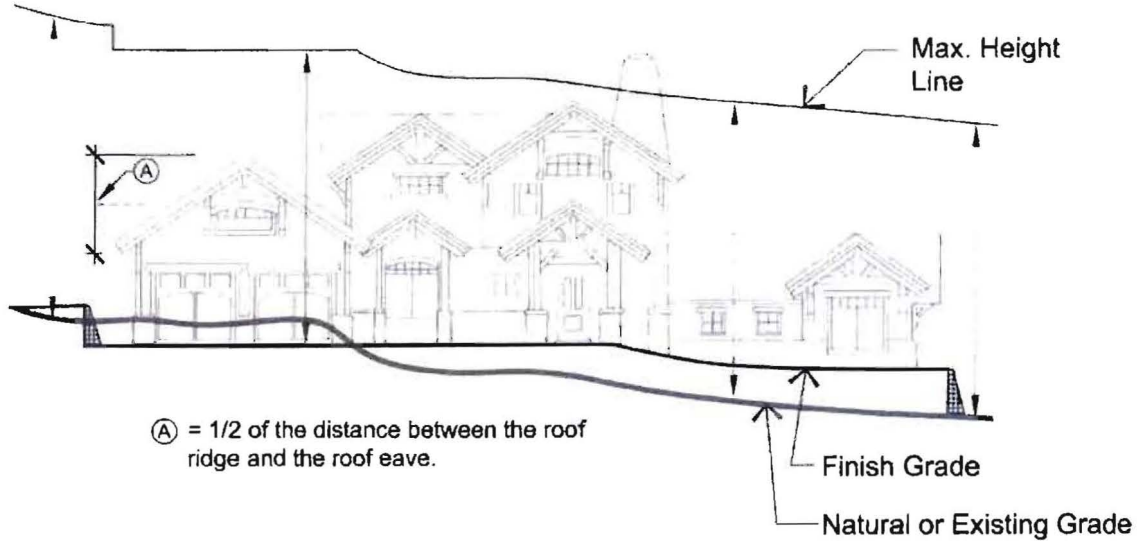 Max. Height
Line
Ⓐ
Ⓐ = 1/2 of the distance between the roof
ridge and the roof eave.
Finish Grade
Natural or Existing Grade